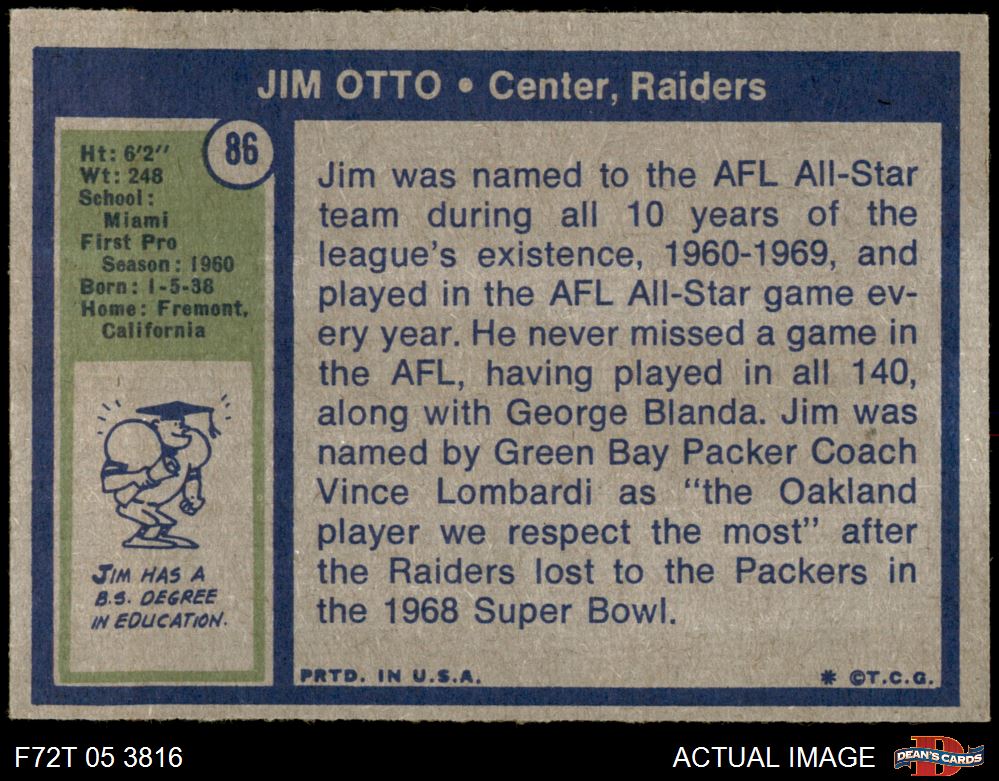 JIM OTTO • Center, Raiders
86
Ht: 6'2"
Wt: 248
School:
Miami
First Pro
Season: 1960
Born: 1-5-38
Home: Fremont,
California
JIM HAS A
B.S. DEGREE
IN EDUCATION.
Jim was named to the AFL All-Star
team during all 10 years of the
league's existence, 1960-1969, and
played in the AFL All-Star game ev-
ery year. He never missed a game in
the AFL, having played in all 140,
along with George Blanda. Jim was
named by Green Bay Packer Coach
Vince Lombardi as "the Oakland
player we respect the most" after
the Raiders lost to the Packers in
the 1968 Super Bowl.
PRTD. IN U.S.A.
* ©T.C.G.
F72T 05 3816
ACTUAL IMAGE
D
DEAN'S CARDS